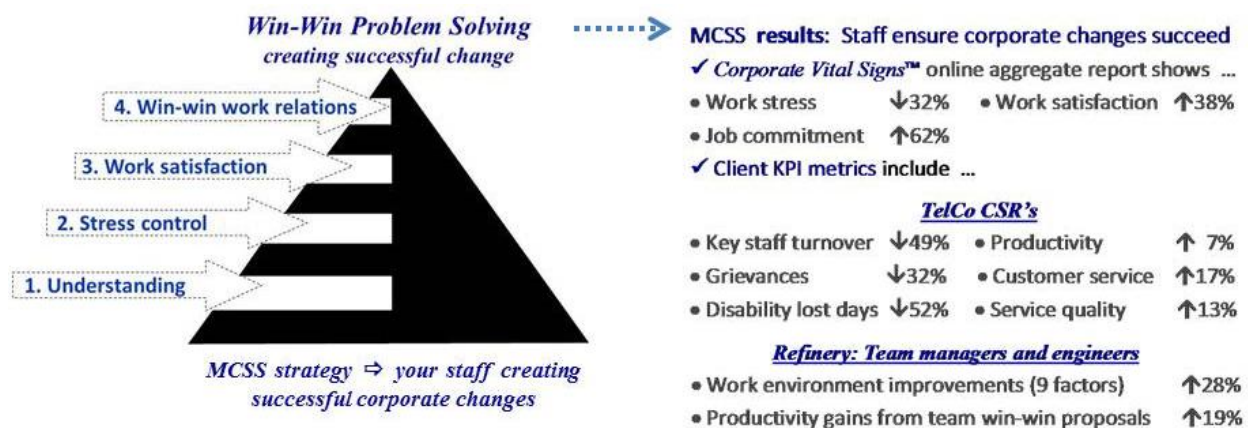 Win-Win Problem Solving
creating successful change
4. Win-win work relations
3. Work satisfaction
2. Stress control
1. Understanding
MCSS strategy ⇨ your staff creating
successful corporate changes
MCSS results: Staff ensure corporate changes succeed
✓ Corporate Vital Signs™ online aggregate report shows ...
• Work stress ↓32% • Work satisfaction ↑38%
• Job commitment ↑62%
✓ Client KPI metrics include ...
TelCo CSR's
• Key staff turnover ↓49% • Productivity ↑ 7%
• Grievances ↓32% • Customer service ↑17%
• Disability lost days ↓52% • Service quality ↑13%
Refinery: Team managers and engineers
• Work environment improvements (9 factors) ↑28%
• Productivity gains from team win-win proposals ↑19%